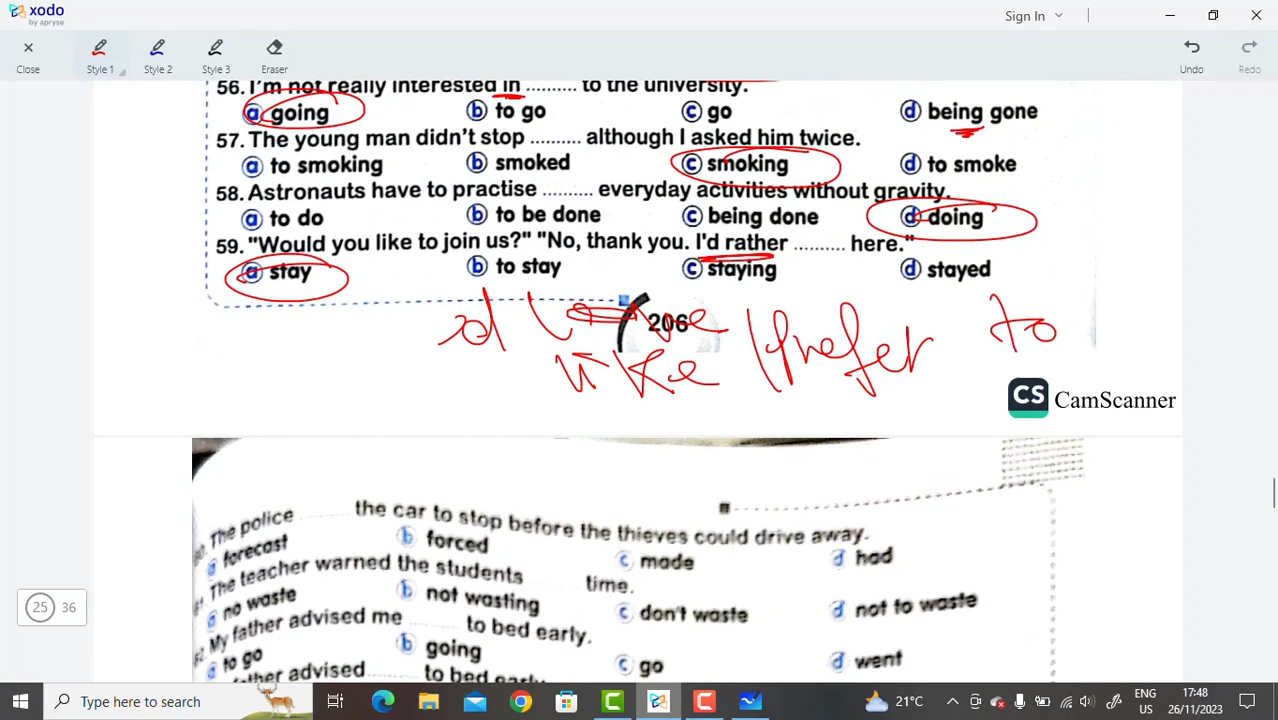 xodo
by apryse
Sign In
Close
Style 1
Style 2
Style 3
Eraser
Undo
Redo
56. I'm not really interested in .......... to the university.
a going b to go c go d being gone
57. The young man didn't stop .......... although I asked him twice.
a to smoking b smoked c smoking d to smoke
58. Astronauts have to practise .......... everyday activities without gravity.
a to do b to be done c being done d doing
59. "Would you like to join us?" "No, thank you. I'd rather .......... here."
a stay b to stay c staying d stayed
206
prefer to
like
CS CamScanner
The police .......... the car to stop before the thieves could drive away.
a forecast b forced c made d had
The teacher warned the students .......... time.
a no waste b not wasting c don't waste d not to waste
My father advised me .......... to bed early.
a to go b going c go d went
father advised .......... to bed early
25 36
Type here to search
21°C
ENG
US
17:48
26/11/2023